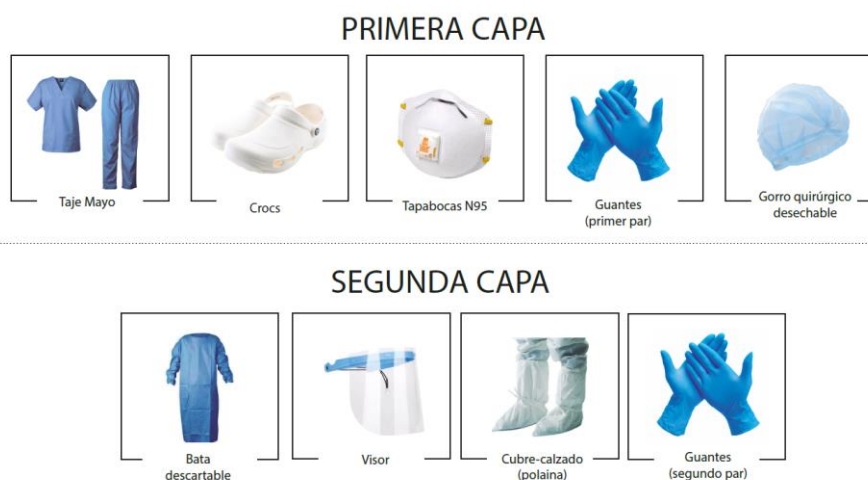 PRIMERA CAPA
Taje Mayo
Crocs
Tapabocas N95
Guantes
(primer par)
Gorro quirúrgico
desechable
SEGUNDA CAPA
Bata
descartable
Visor
Cubre-calzado
(polaina)
Guantes
(segundo par)